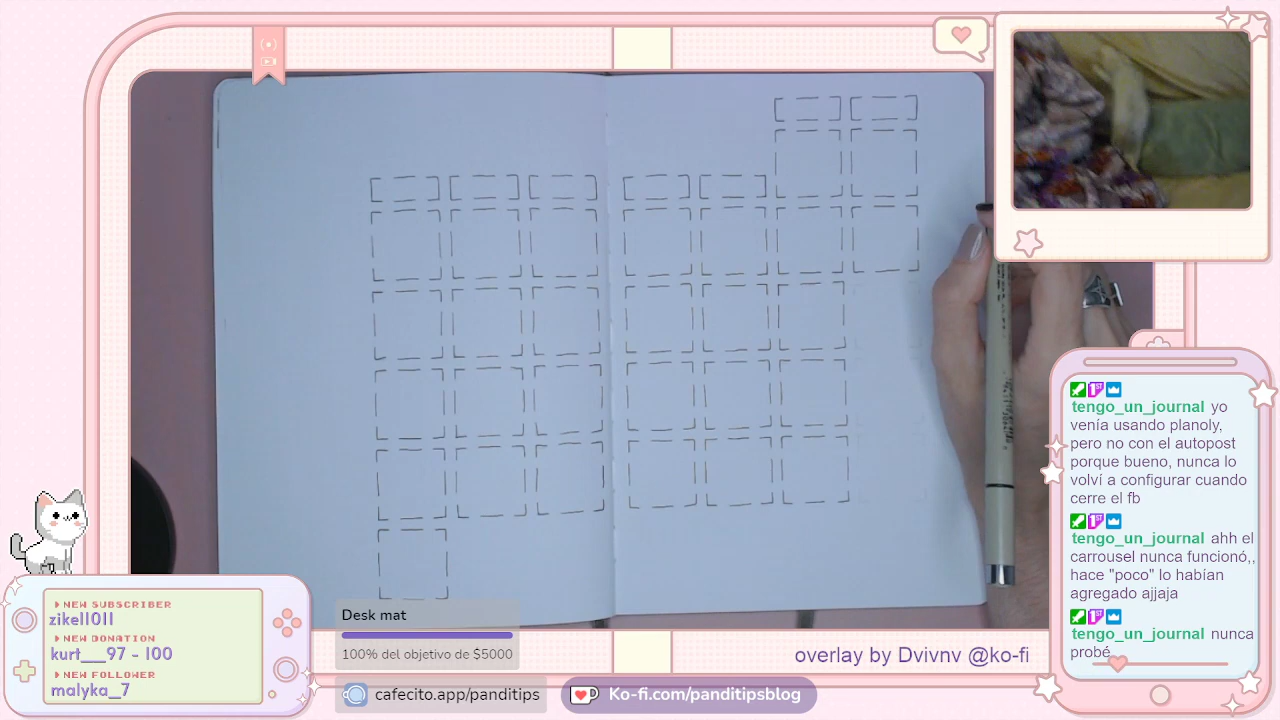 tengo_un_journal yo
venía usando planoly,
pero no con el autopost
porque bueno, nunca lo
volví a configurar cuando
cerre el fb
tengo_un_journal ahh el
carrousel nunca funcionó,,
hace "poco" lo habían
agregado ajjaja
tengo_un_journal nunca
probé
NEW SUBSCRIBER
zikell0ll
NEW DONATION
kurt__97 - 100
NEW FOLLOWER
malyka_7
Desk mat
100% del objetivo de $5000
overlay by Dvivnv @ko-fi
cafecito.app/panditips
Ko-fi.com/panditipsblog